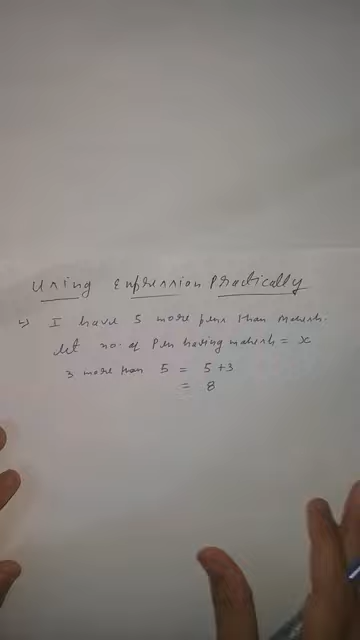 Using Expression Practically
→ I have 5 more pens than Mahesh.
Let no. of Pen having mahesh = x
3 more than 5 = 5 + 3
= 8